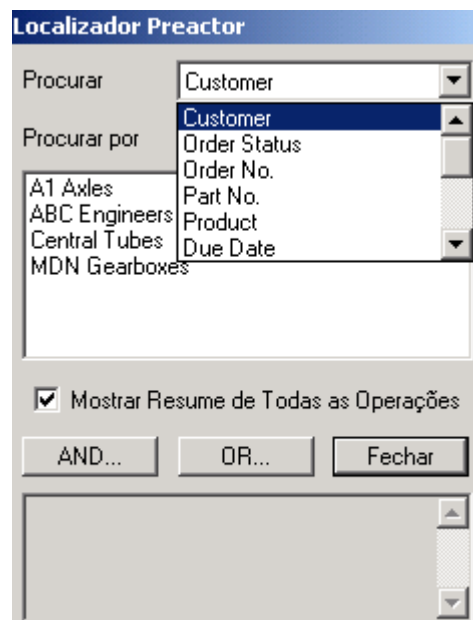 Localizador Preactor
Procurar
Customer
Customer
Order Status
Order No.
Part No.
Product
Due Date
Procurar por
A1 Axles
ABC Engineers
Central Tubes
MDN Gearboxes
Mostrar Resume de Todas as Operações
AND...
OR...
Fechar